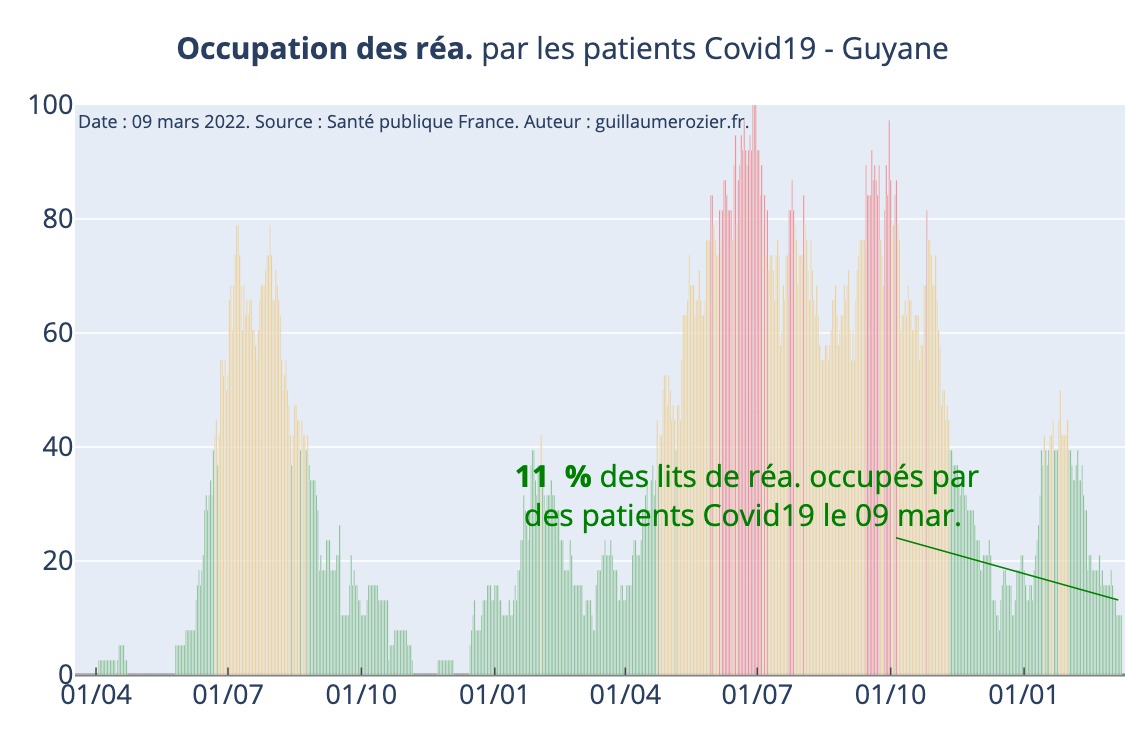 Occupation des réa. par les patients Covid19 - Guyane
100
Date : 09 mars 2022. Source : Santé publique France. Auteur : guillaumerozier.fr.
80
60
40
11 % des lits de réa. occupés par
des patients Covid19 le 09 mar.
20
0
01/04 01/07 01/10 01/01 01/04 01/07 01/10 01/01